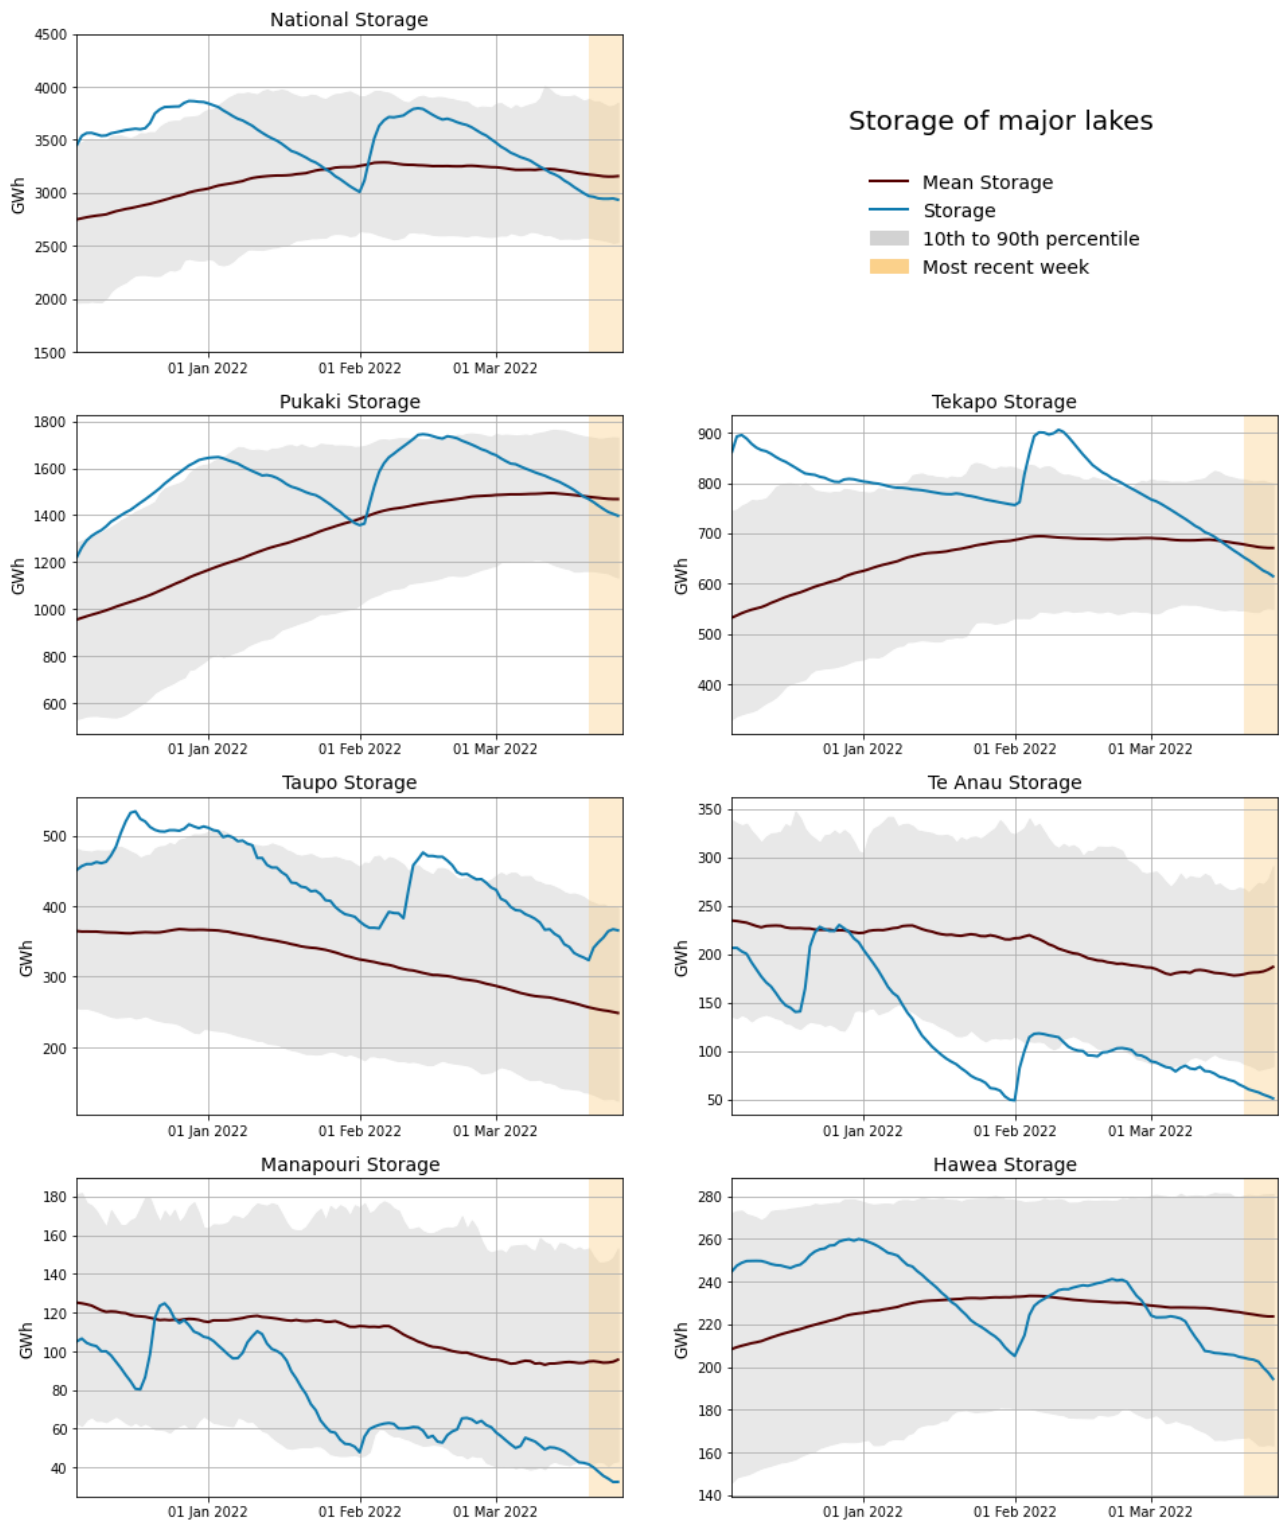 National Storage
4500
4000
3500
3000
2500
2000
1500
GWh
01 Jan 2022
01 Feb 2022
01 Mar 2022
Storage of major lakes
Mean Storage
Storage
10th to 90th percentile
Most recent week
Pukaki Storage
1800
1600
1400
1200
1000
800
600
GWh
01 Jan 2022
01 Feb 2022
01 Mar 2022
Tekapo Storage
900
800
700
600
500
400
GWh
01 Jan 2022
01 Feb 2022
01 Mar 2022
Taupo Storage
500
400
300
200
GWh
01 Jan 2022
01 Feb 2022
01 Mar 2022
Te Anau Storage
350
300
250
200
150
100
50
GWh
01 Jan 2022
01 Feb 2022
01 Mar 2022
Manapouri Storage
180
160
140
120
100
80
60
40
GWh
01 Jan 2022
01 Feb 2022
01 Mar 2022
Hawea Storage
280
260
240
220
200
180
160
140
GWh
01 Jan 2022
01 Feb 2022
01 Mar 2022